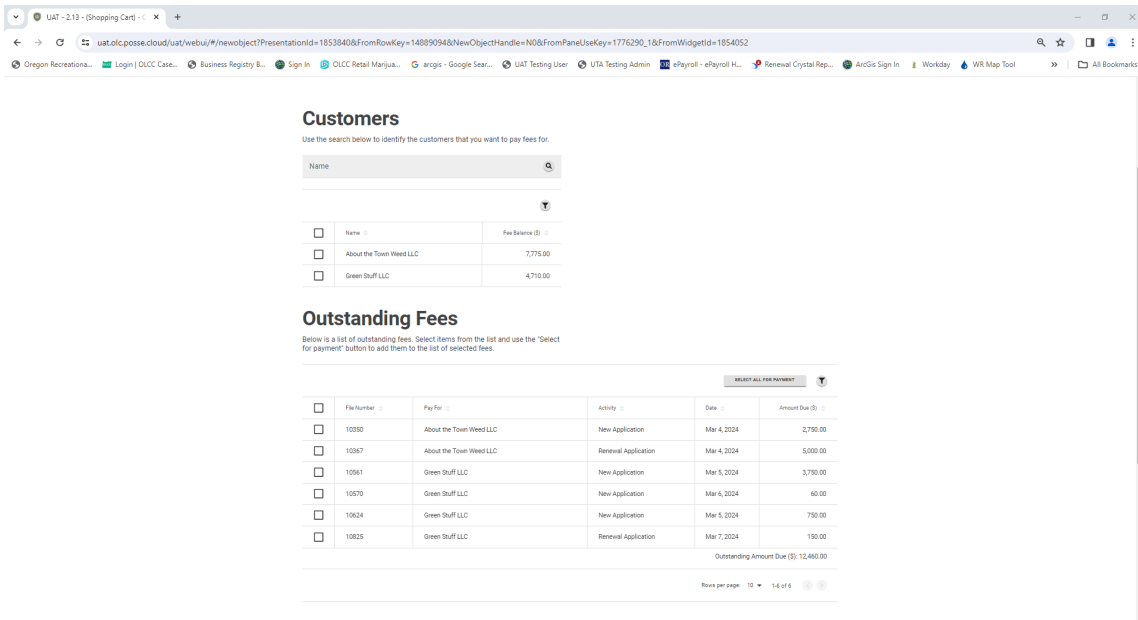 UAT - 2.13 - (Shopping Cart) - C
uat.olc.posse.cloud/uat/webui/#/newobject?PresentationId=1853840&FromRowKey=14889094&NewObjectHandle=N0&FromPaneUseKey=1776290_1&FromWidgetId=1854052
Oregon Recreationa... Login | OLCC Case... Business Registry B... Sign In OLCC Retail Marijua... arcgis - Google Sear... UAT Testing User UTA Testing Admin ePayroll - ePayroll H... Renewal Crystal Rep... ArcGis Sign In Workday WR Map Tool » All Bookmarks
Customers
Use the search below to identify the customers that you want to pay fees for.
Name
Name Fee Balance ($)
About the Town Weed LLC 7,775.00
Green Stuff LLC 4,710.00
Outstanding Fees
Below is a list of outstanding fees. Select items from the list and use the "Select
for payment" button to add them to the list of selected fees.
SELECT ALL FOR PAYMENT
File Number Pay For Activity Date Amount Due ($)
10350 About the Town Weed LLC New Application Mar 4, 2024 2,750.00
10367 About the Town Weed LLC Renewal Application Mar 4, 2024 5,000.00
10561 Green Stuff LLC New Application Mar 5, 2024 3,750.00
10570 Green Stuff LLC New Application Mar 6, 2024 60.00
10624 Green Stuff LLC New Application Mar 5, 2024 750.00
10825 Green Stuff LLC Renewal Application Mar 7, 2024 150.00
Outstanding Amount Due ($): 12,460.00
Rows per page: 10 1-6 of 6